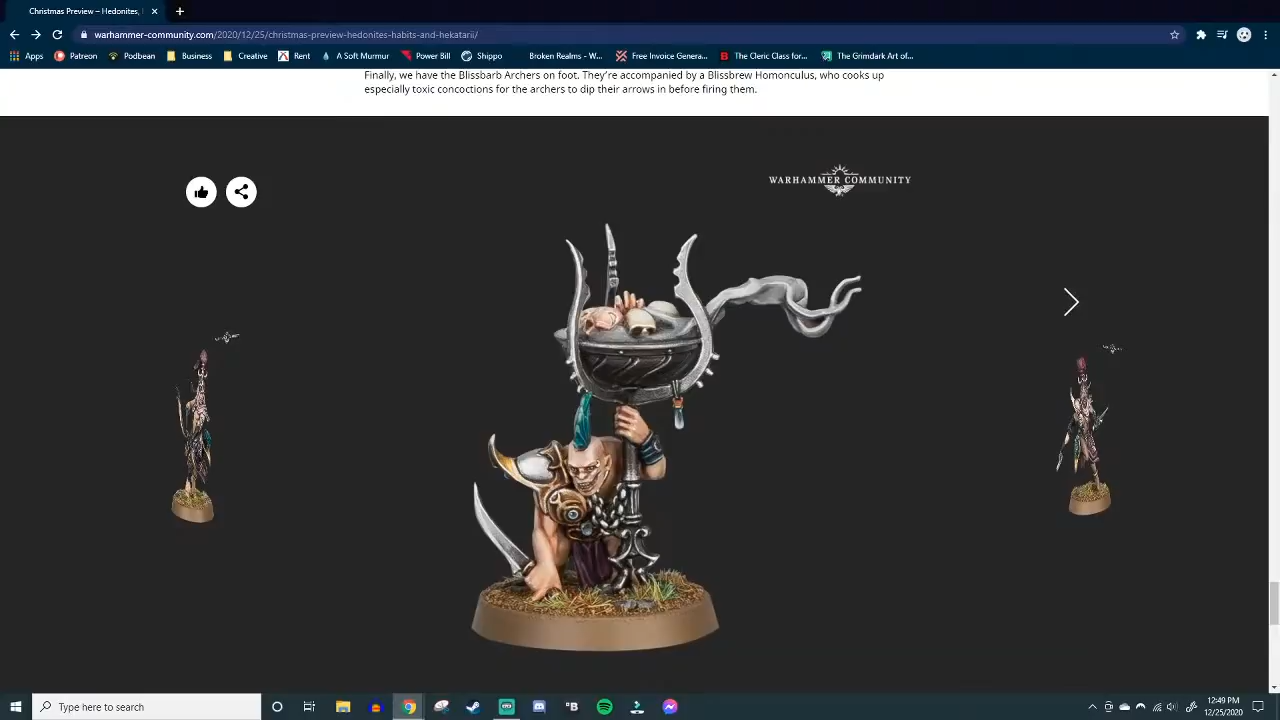 Christmas Preview – Hedonites, 
warhammer-community.com/2020/12/25/christmas-preview-hedonites-habits-and-hekatarii/
Apps Patreon Podbean Business Creative Rent A Soft Murmur Power Bill Shippo Broken Realms - W... Free Invoice Genera... The Cleric Class for... The Grimdark Art of...
Finally, we have the Blissbarb Archers on foot. They're accompanied by a Blissbrew Homonculus, who cooks up
especially toxic concoctions for the archers to dip their arrows in before firing them.
WARHAMMER COMMUNITY
Type here to search
12:49 PM
12/25/2020